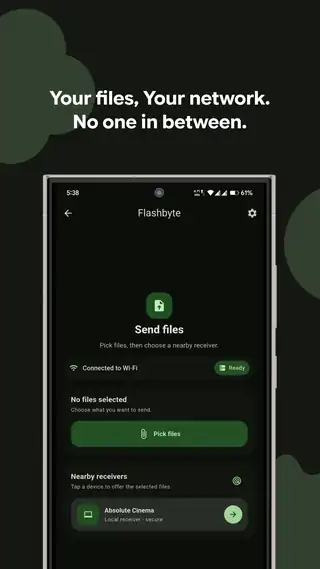 Your files, Your network.
No one in between.
5:38
61%
Flashbyte
Send files
Pick files, then choose a nearby receiver.
Connected to Wi-Fi
Ready
No files selected
Choose what you want to send.
Pick files
Nearby receivers
Tap a device to offer the selected files
Absolute Cinema
Local receiver · secure